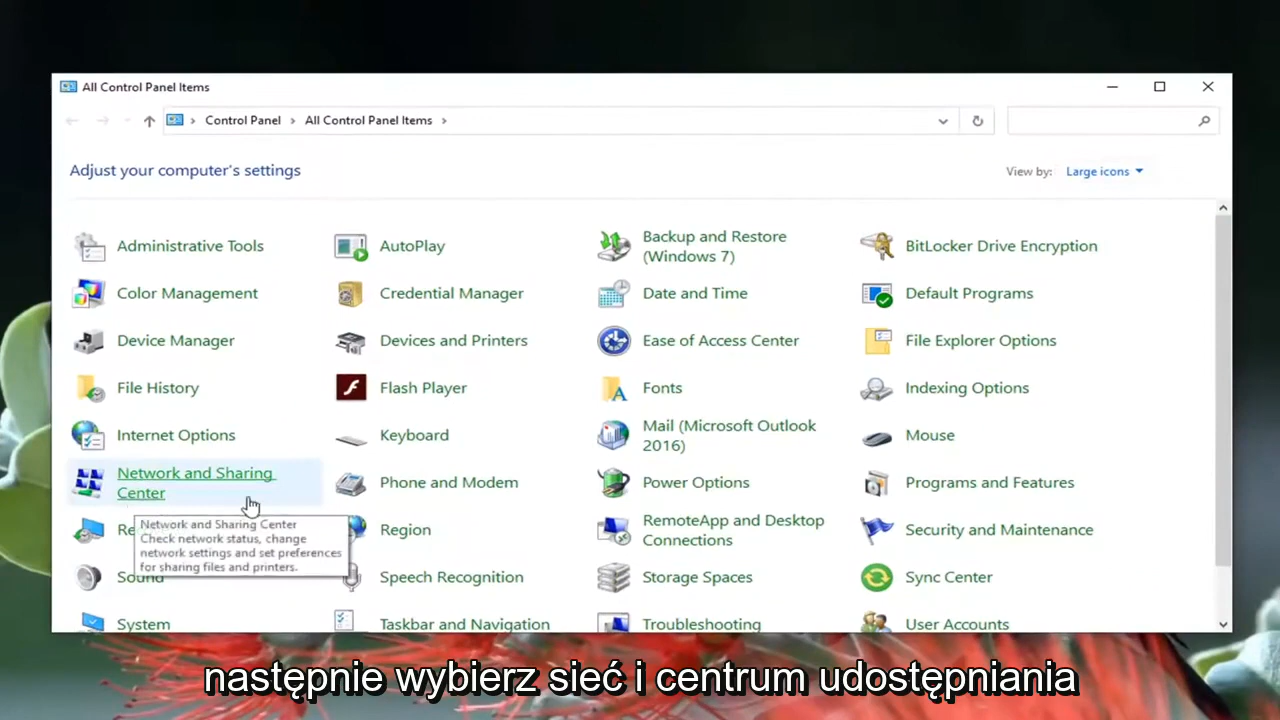 All Control Panel Items
Control Panel
All Control Panel Items
Adjust your computer's settings
View by:
Large icons
Administrative Tools
AutoPlay
Backup and Restore
(Windows 7)
BitLocker Drive Encryption
Color Management
Credential Manager
Date and Time
Default Programs
Device Manager
Devices and Printers
Ease of Access Center
File Explorer Options
File History
Flash Player
Fonts
Indexing Options
Internet Options
Keyboard
Mail (Microsoft Outlook
2016)
Mouse
Network and Sharing
Center
Phone and Modem
Power Options
Programs and Features
Network and Sharing Center
Check network status, change
network settings and set preferences
for sharing files and printers.
Region
RemoteApp and Desktop
Connections
Security and Maintenance
Sound
Speech Recognition
Storage Spaces
Sync Center
System
Taskbar and Navigation
Troubleshooting
User Accounts
następnie wybierz sieć i centrum udostępniania